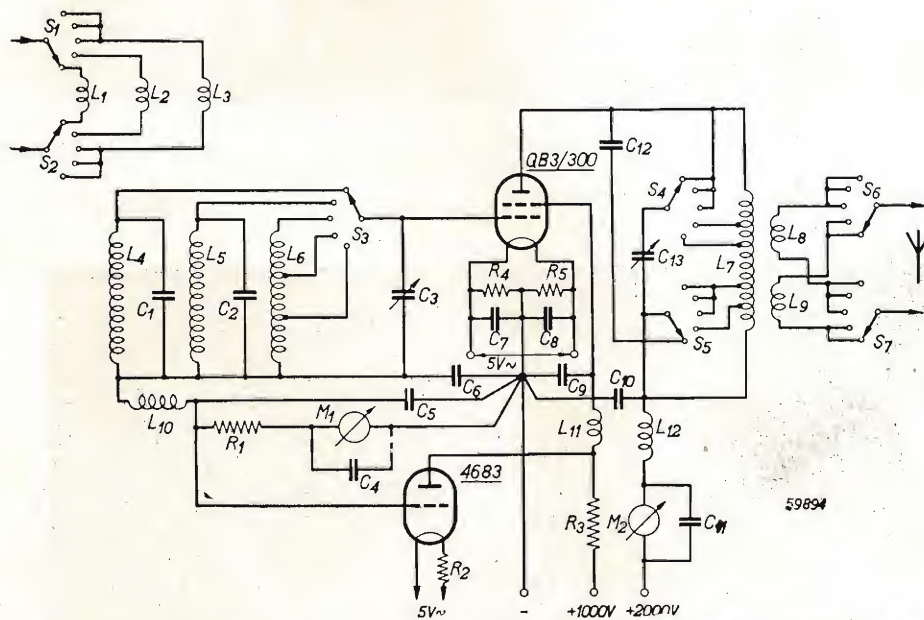 S1
L1
L2
L3
S2
QB3/300
C12
S4
S6
S3
L4
L5
L6
C1
C2
C3
R4
R5
C7
C8
5V~
C13
L7
L8
L9
S5
S7
C6
C9
C10
L10
C5
R1
M1
C4
L11
L12
4683
R3
M2
C11
59894
R2
5V~
-
+1000V
+2000V